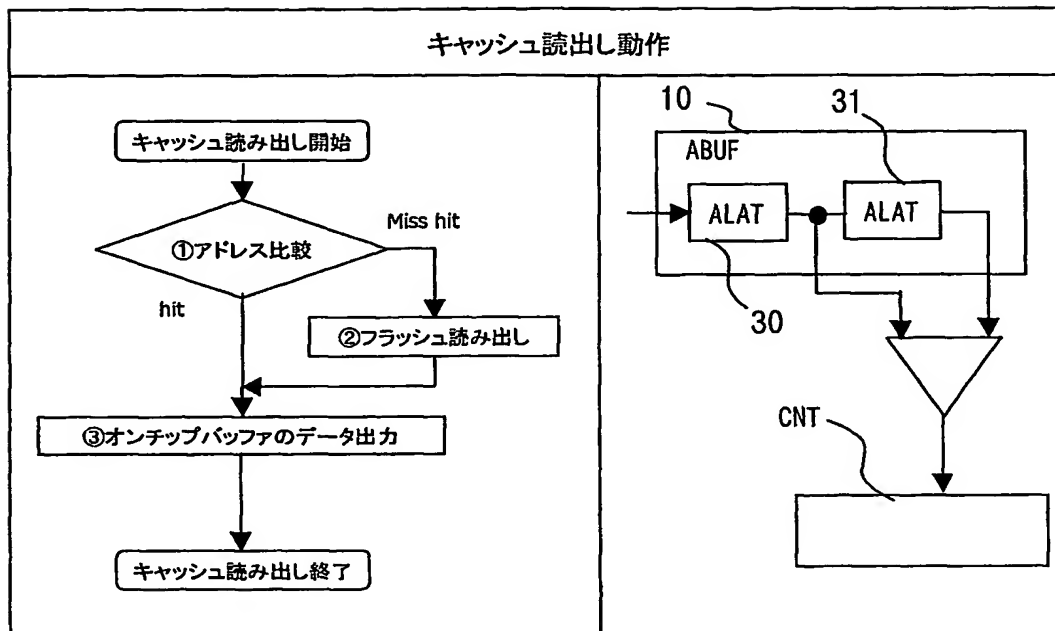 キャッシュ読出し動作
キャッシュ読み出し開始
①アドレス比較
Miss hit
hit
②フラッシュ読み出し
③オンチップバッファのデータ出力
キャッシュ読み出し終了
10
31
ABUF
ALAT
ALAT
30
CNT